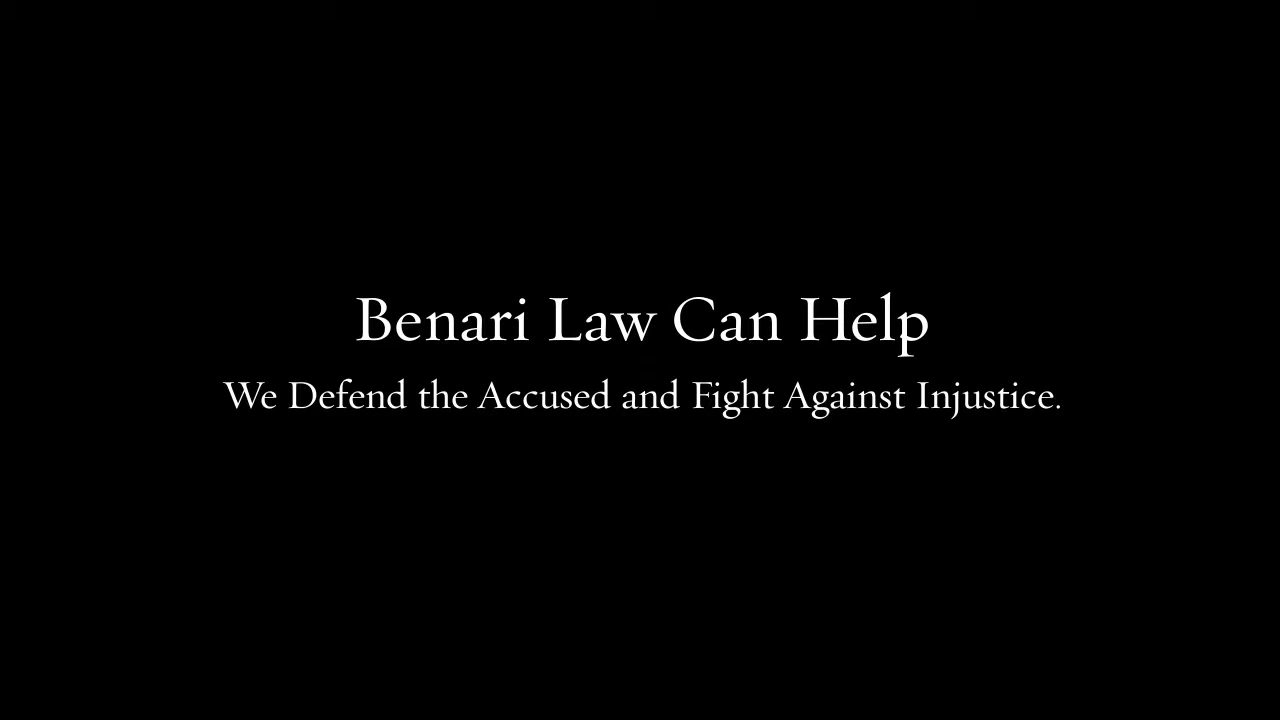 Benari Law Can Help
We Defend the Accused and Fight Against Injustice.